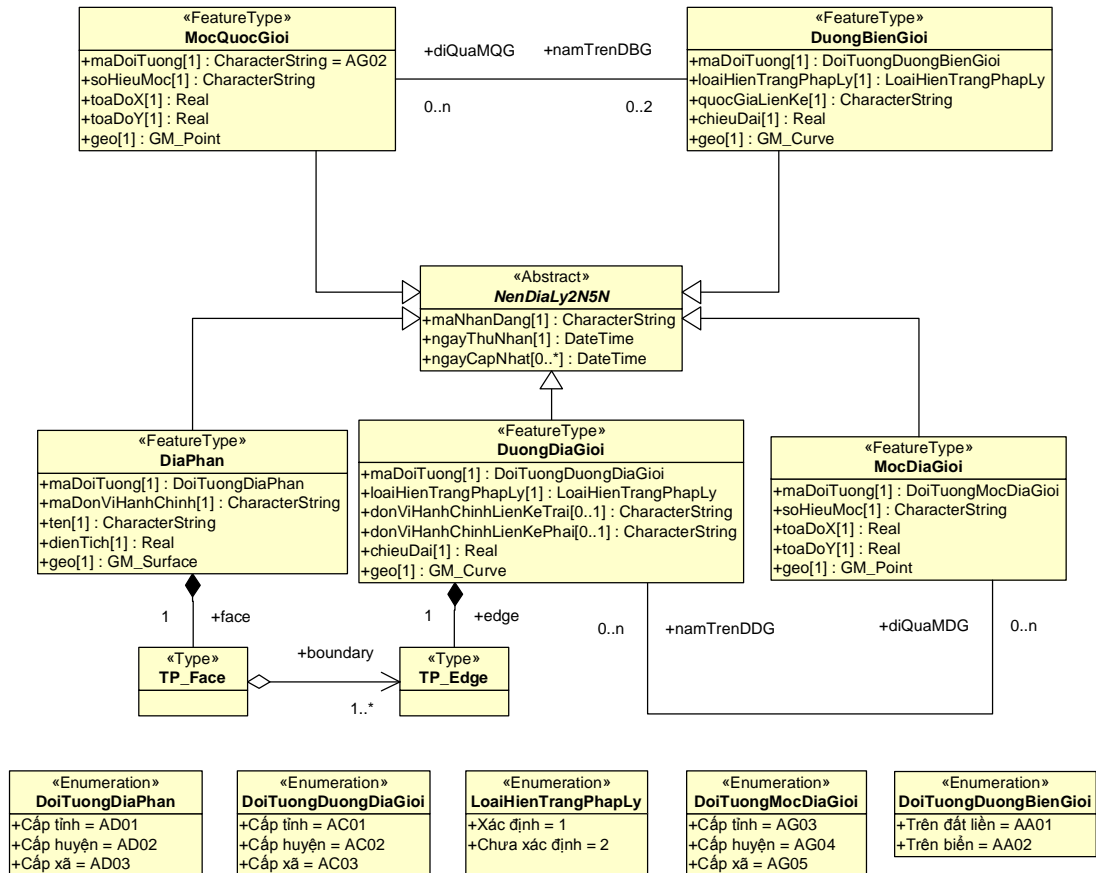 «FeatureType»
MocQuocGioi
+maDoiTuong[1] : CharacterString = AG02
+soHieuMoc[1] : CharacterString
+toaDoX[1] : Real
+toaDoY[1] : Real
+geo[1] : GM_Point
+diQuaMQG
+namTrenDBG
0..n
0..2
«FeatureType»
DuongBienGioi
+maDoiTuong[1] : DoiTuongDuongBienGioi
+loaiHienTrangPhapLy[1] : LoaiHienTrangPhapLy
+quocGiaLienKe[1] : CharacterString
+chieuDai[1] : Real
+geo[1] : GM_Curve
«Abstract»
NenDiaLy2N5N
+maNhanDang[1] : CharacterString
+ngayThuNhan[1] : DateTime
+ngayCapNhat[0..*] : DateTime
«FeatureType»
DiaPhan
+maDoiTuong[1] : DoiTuongDiaPhan
+maDonViHanhChinh[1] : CharacterString
+ten[1] : CharacterString
+dienTich[1] : Real
+geo[1] : GM_Surface
«FeatureType»
DuongDiaGioi
+maDoiTuong[1] : DoiTuongDuongDiaGioi
+loaiHienTrangPhapLy[1] : LoaiHienTrangPhapLy
+donViHanhChinhLienKeTrai[0..1] : CharacterString
+donViHanhChinhLienKePhai[0..1] : CharacterString
+chieuDai[1] : Real
+geo[1] : GM_Curve
«FeatureType»
MocDiaGioi
+maDoiTuong[1] : DoiTuongMocDiaGioi
+soHieuMoc[1] : CharacterString
+toaDoX[1] : Real
+toaDoY[1] : Real
+geo[1] : GM_Point
1
+face
1
+edge
0..n
+namTrenDDG
+diQuaMDG
0..n
«Type»
TP_Face
+boundary
1..*
«Type»
TP_Edge
«Enumeration»
DoiTuongDiaPhan
+Cấp tỉnh = AD01
+Cấp huyện = AD02
+Cấp xã = AD03
«Enumeration»
DoiTuongDuongDiaGioi
+Cấp tỉnh = AC01
+Cấp huyện = AC02
+Cấp xã = AC03
«Enumeration»
LoaiHienTrangPhapLy
+Xác định = 1
+Chưa xác định = 2
«Enumeration»
DoiTuongMocDiaGioi
+Cấp tỉnh = AG03
+Cấp huyện = AG04
+Cấp xã = AG05
«Enumeration»
DoiTuongDuongBienGioi
+Trên đất liền = AA01
+Trên biển = AA02